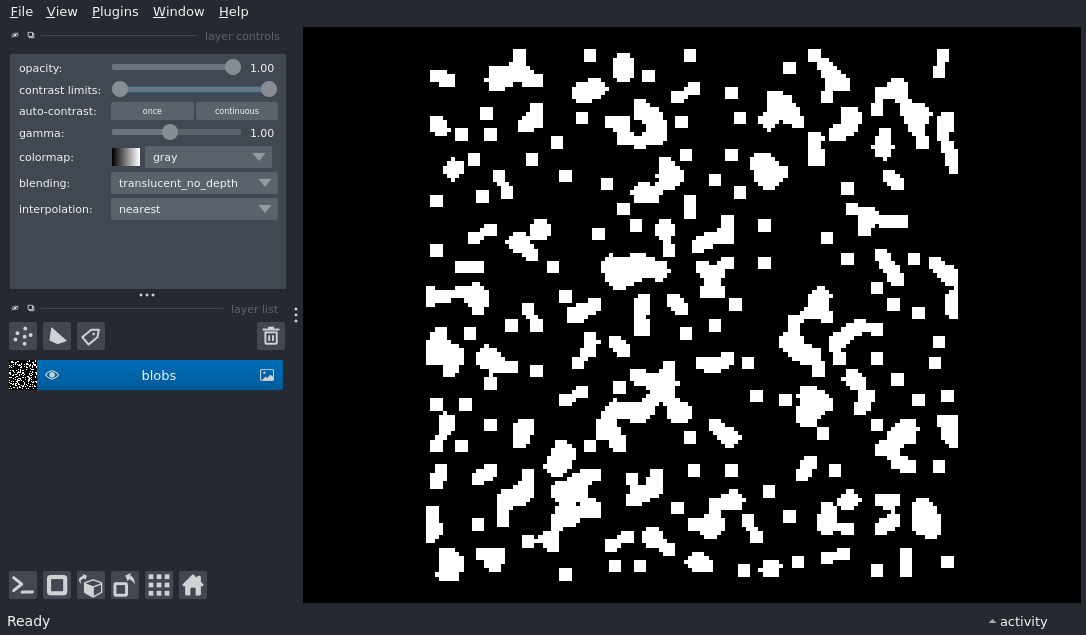 File View Plugins Window Help
layer controls
opacity: 1.00
contrast limits:
auto-contrast: once continuous
gamma: 1.00
colormap: gray
blending: translucent_no_depth
interpolation: nearest
layer list
blobs
Ready activity